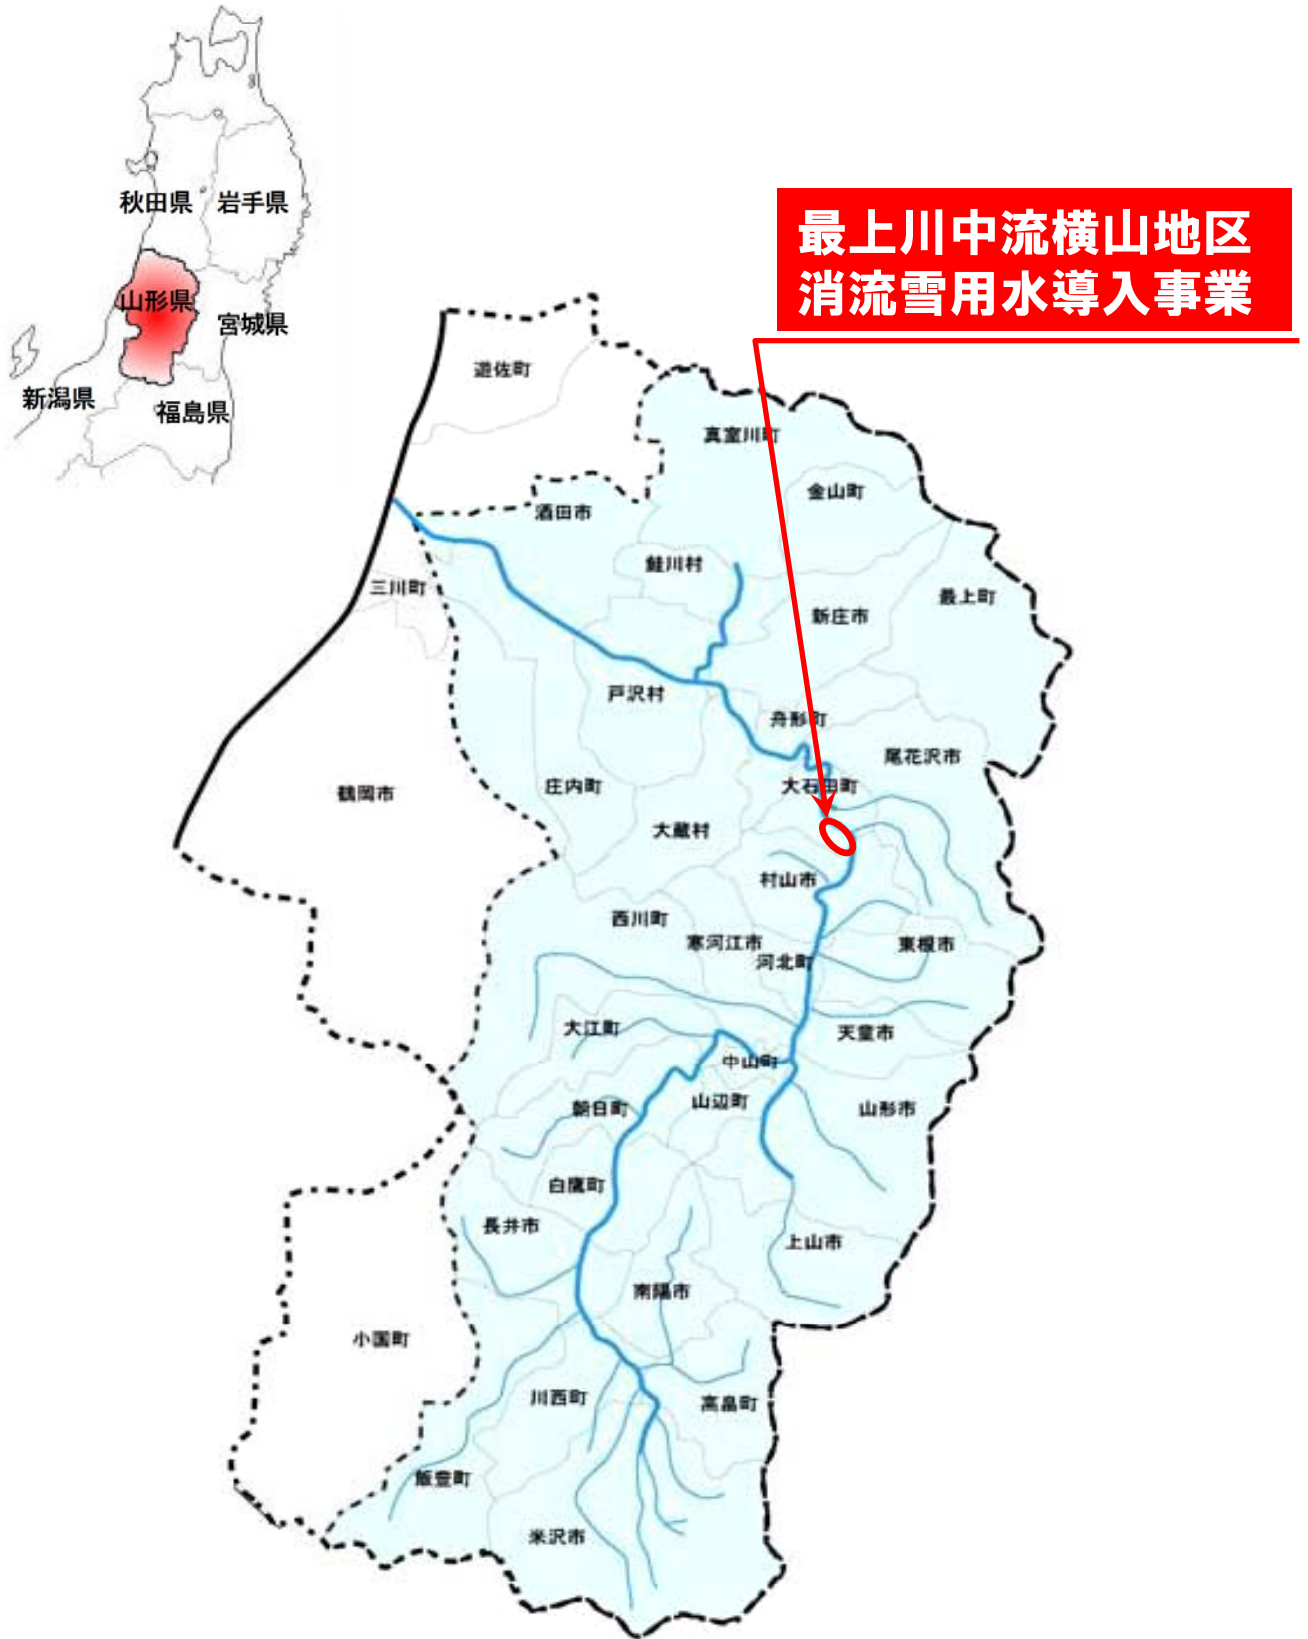 秋田県
岩手県
山形県
宮城県
新潟県
福島県
最上川中流横山地区
消流雪用水導入事業
遊佐町
真室川町
金山町
酒田市
鮭川村
三川町
最上町
新庄市
戸沢村
舟形町
尾花沢市
庄内町
大石田町
鶴岡市
大蔵村
村山市
西川町
寒河江市
東根市
河北町
大江町
天童市
中山町
朝日町
山辺町
山形市
白鷹町
長井市
上山市
南陽市
小国町
川西町
高畠町
飯豊町
米沢市